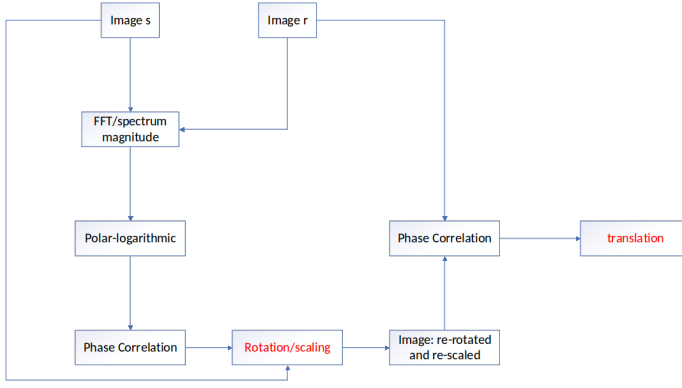 Image s
Image r
FFT/spectrum
magnitude
Polar-logarithmic
Phase Correlation
translation
Phase Correlation
Rotation/scaling
Image: re-rotated
and re-scaled